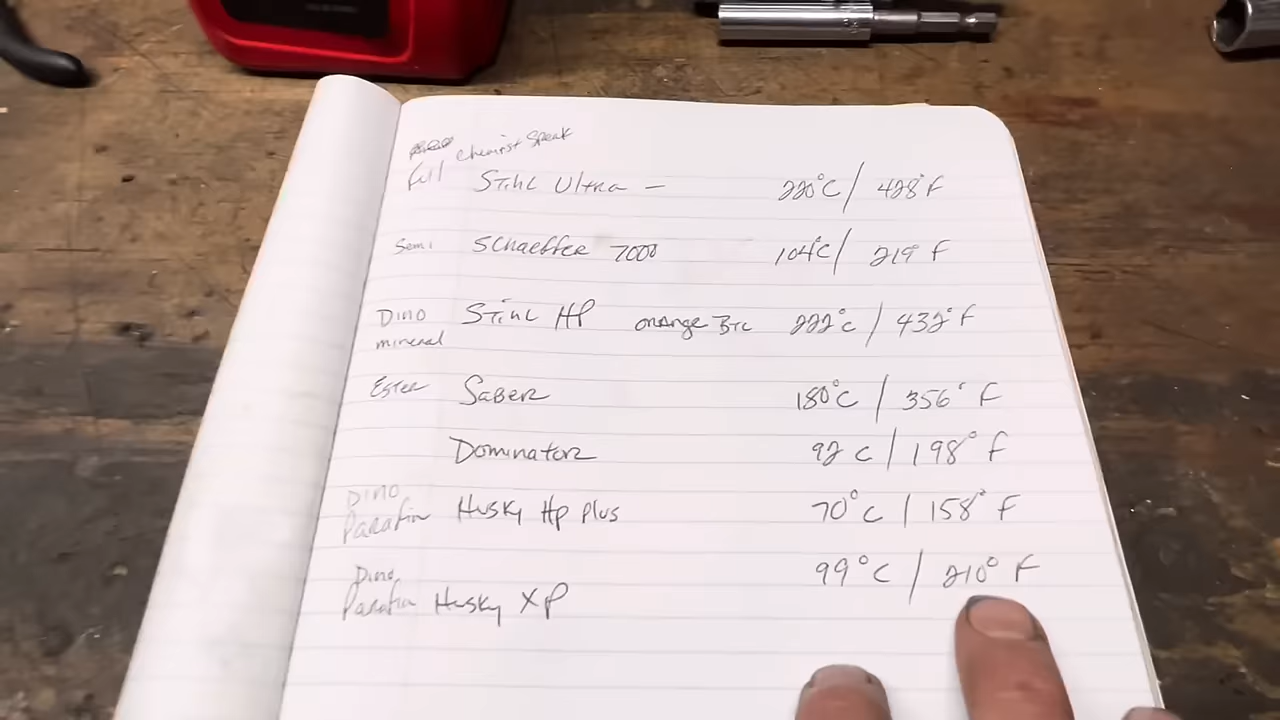 Chemist Speak
Full Stihl Ultra – 220°C / 428°F
Semi Schaeffer 7000 104°C / 219°F
Dino Stihl HP orange BTL 222°C / 432°F
mineral
Ester Saber 180°C / 356°F
Dominator 92 C / 198°F
Dino
Parafin Husky Hp Plus 70°C / 158°F
Dino 99°C / 210°F
Parafin Husky XP